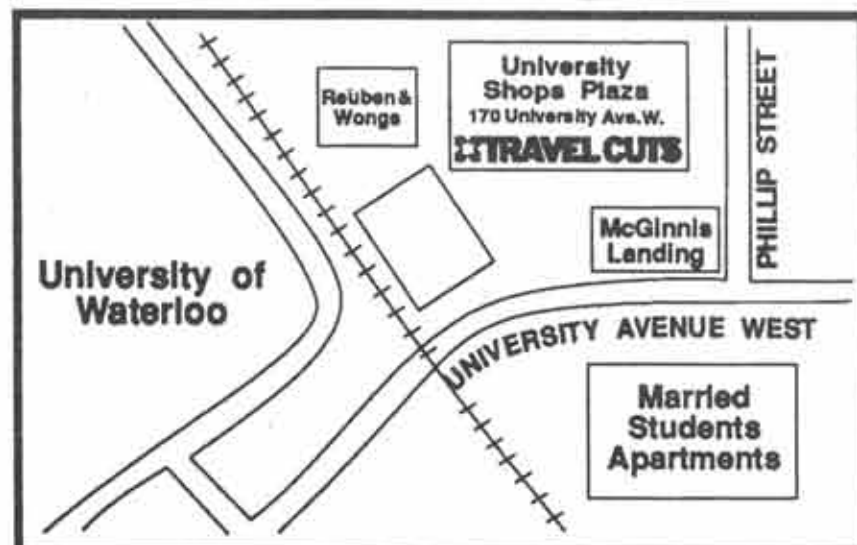 Reuben &
Wongs
University
Shops Plaza
170 University Ave.W.
TRAVEL CUTS
PHILLIP STREET
McGinnis
Landing
University of
Waterloo
UNIVERSITY AVENUE WEST
Married
Students
Apartments